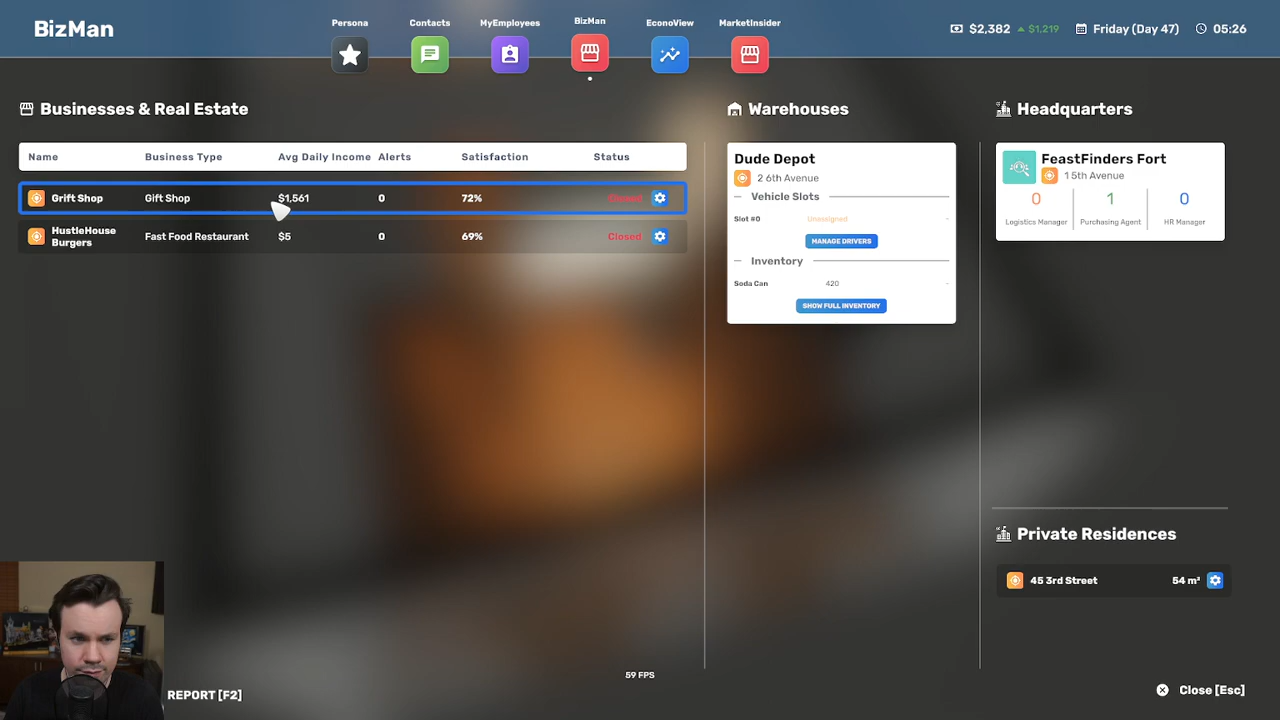 BizMan
Persona
Contacts
MyEmployees
BizMan
EconoView
MarketInsider
$2,382 ▲ $1,219
Friday (Day 47)
05:26
Businesses & Real Estate
Name Business Type Avg Daily Income Alerts Satisfaction Status
Grift Shop Gift Shop $1,561 0 72% Closed
HustleHouse
Burgers
Fast Food Restaurant $5 0 69% Closed
Warehouses
Dude Depot
2 6th Avenue
Vehicle Slots
Slot #0 Unassigned -
MANAGE DRIVERS
Inventory
Soda Can 420 -
SHOW FULL INVENTORY
Headquarters
FeastFinders Fort
1 5th Avenue
0 1 0
Logistics Manager Purchasing Agent HR Manager
Private Residences
45 3rd Street 54 m²
59 FPS
REPORT [F2]
Close [Esc]